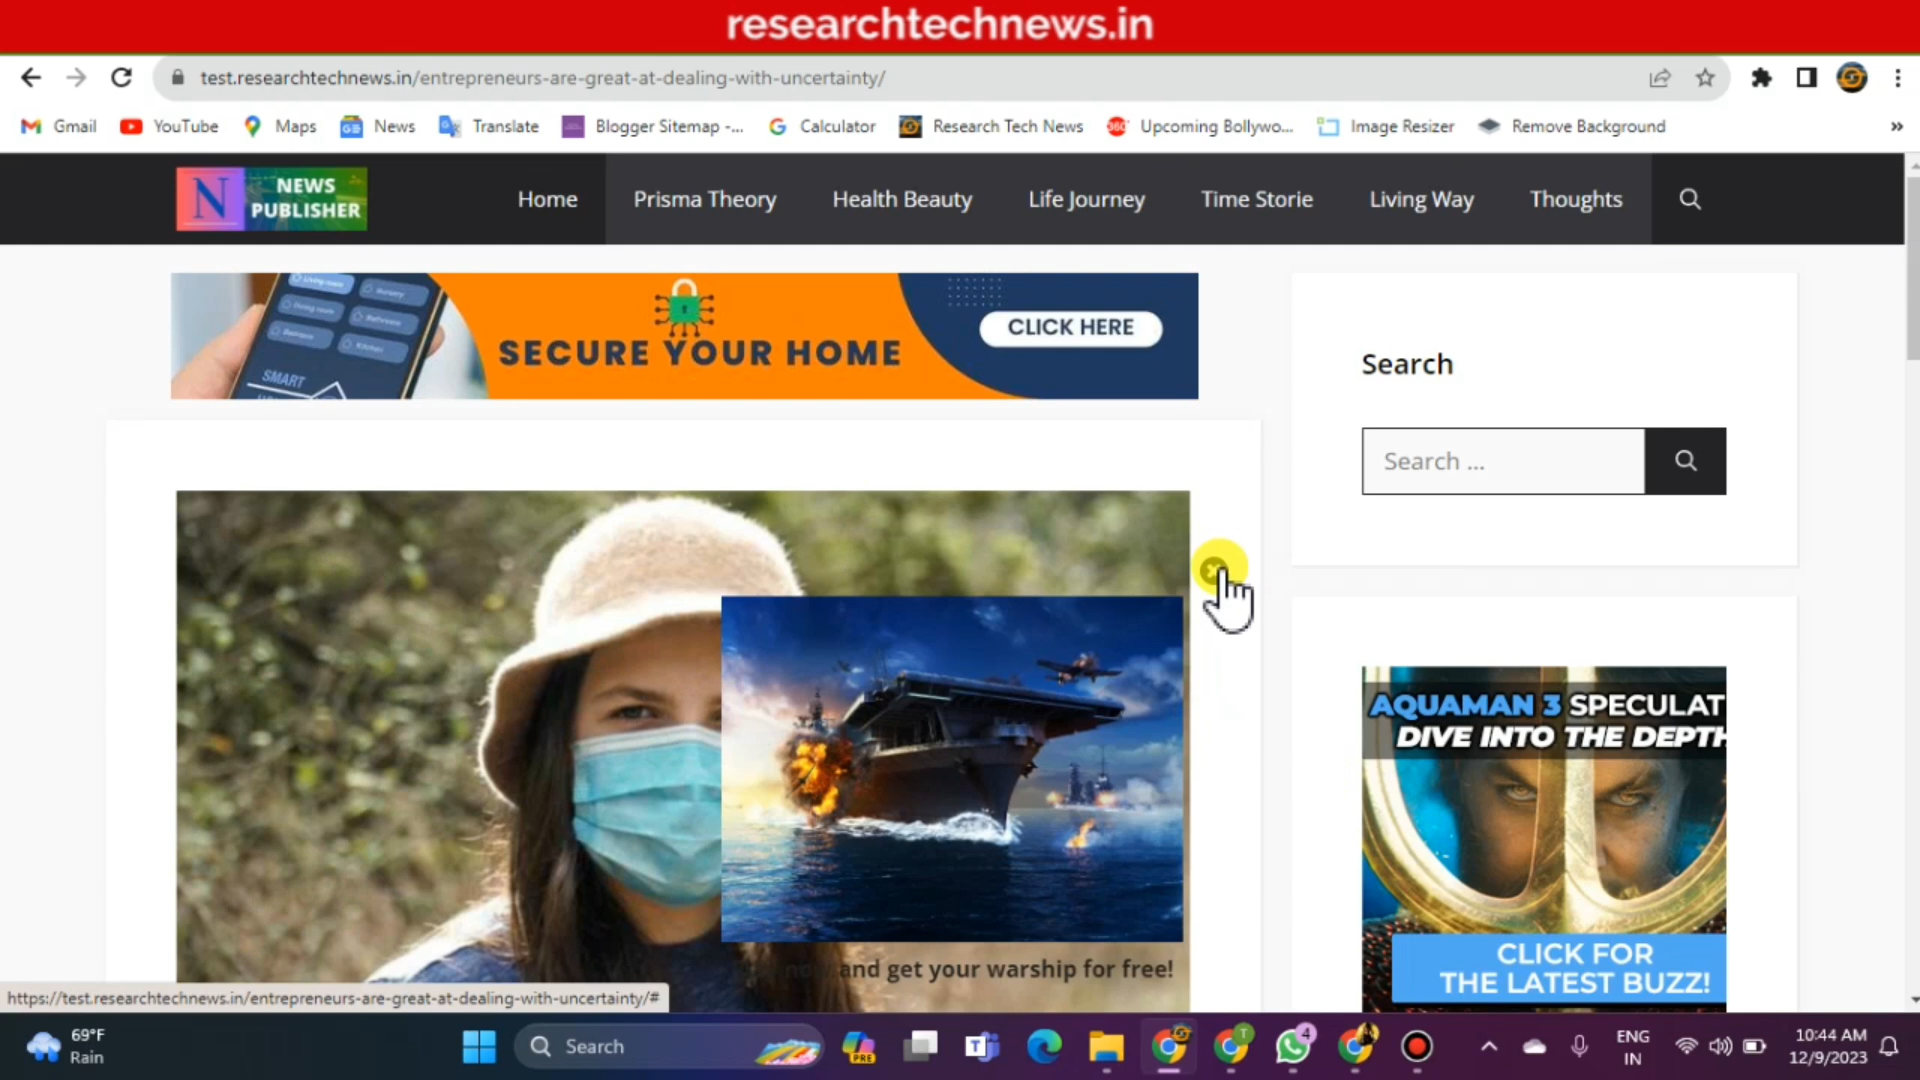 researchtechnews.in
test.researchtechnews.in/entrepreneurs-are-great-at-dealing-with-uncertainty/
Gmail YouTube Maps News Translate Blogger Sitemap -... Calculator Research Tech News Upcoming Bollywo... Image Resizer Remove Background »
N NEWS PUBLISHER
Home Prisma Theory Health Beauty Life Journey Time Storie Living Way Thoughts
SMART
SECURE YOUR HOME
CLICK HERE
Search
Search ...
AQUAMAN 3 SPECULAT
DIVE INTO THE DEPTH
CLICK FOR
THE LATEST BUZZ!
and get your warship for free!
https://test.researchtechnews.in/entrepreneurs-are-great-at-dealing-with-uncertainty/#
69°F
Rain
Search
PRE
T
T
4
ENG
IN
10:44 AM
12/9/2023